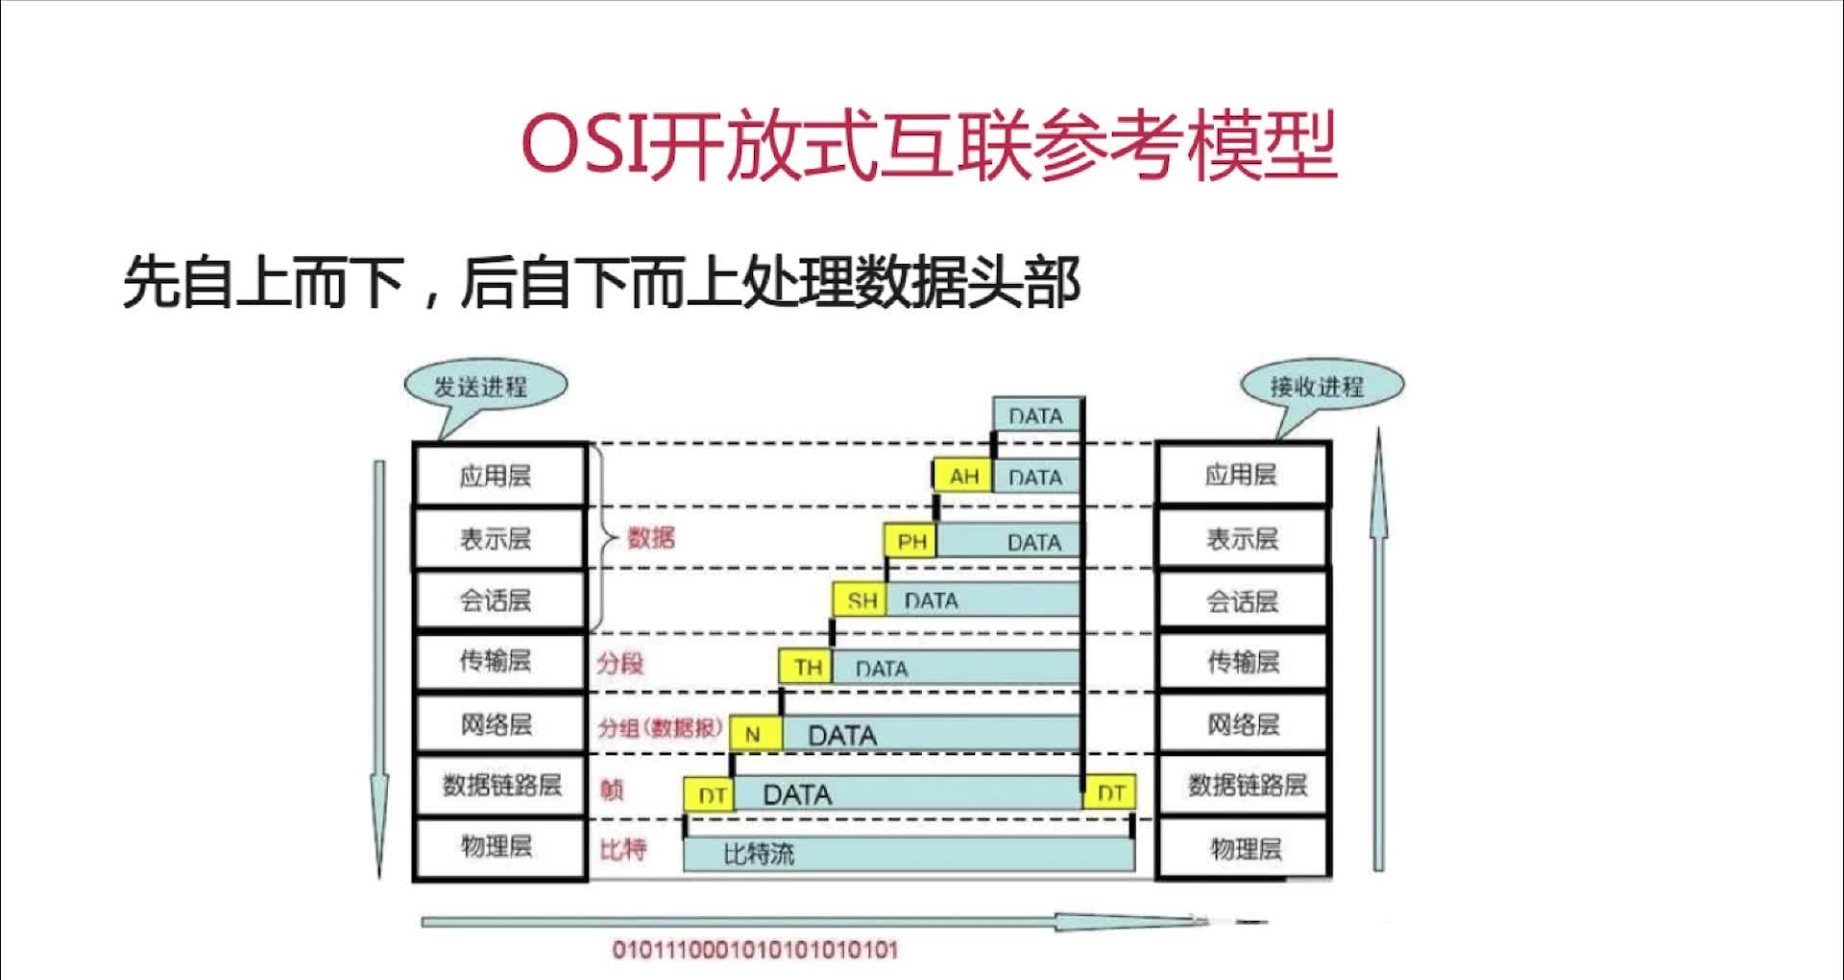 OSI开放式互联参考模型
先自上而下，后自下而上处理数据头部
发送进程
接收进程
DATA
应用层
AH
DATA
应用层
表示层
数据
PH
DATA
表示层
会话层
SH
DATA
会话层
传输层
分段
TH
DATA
传输层
网络层
分组(数据报)
N
DATA
网络层
数据链路层
帧
DT
DATA
DT
数据链路层
物理层
比特
比特流
物理层
0101110001010101010101